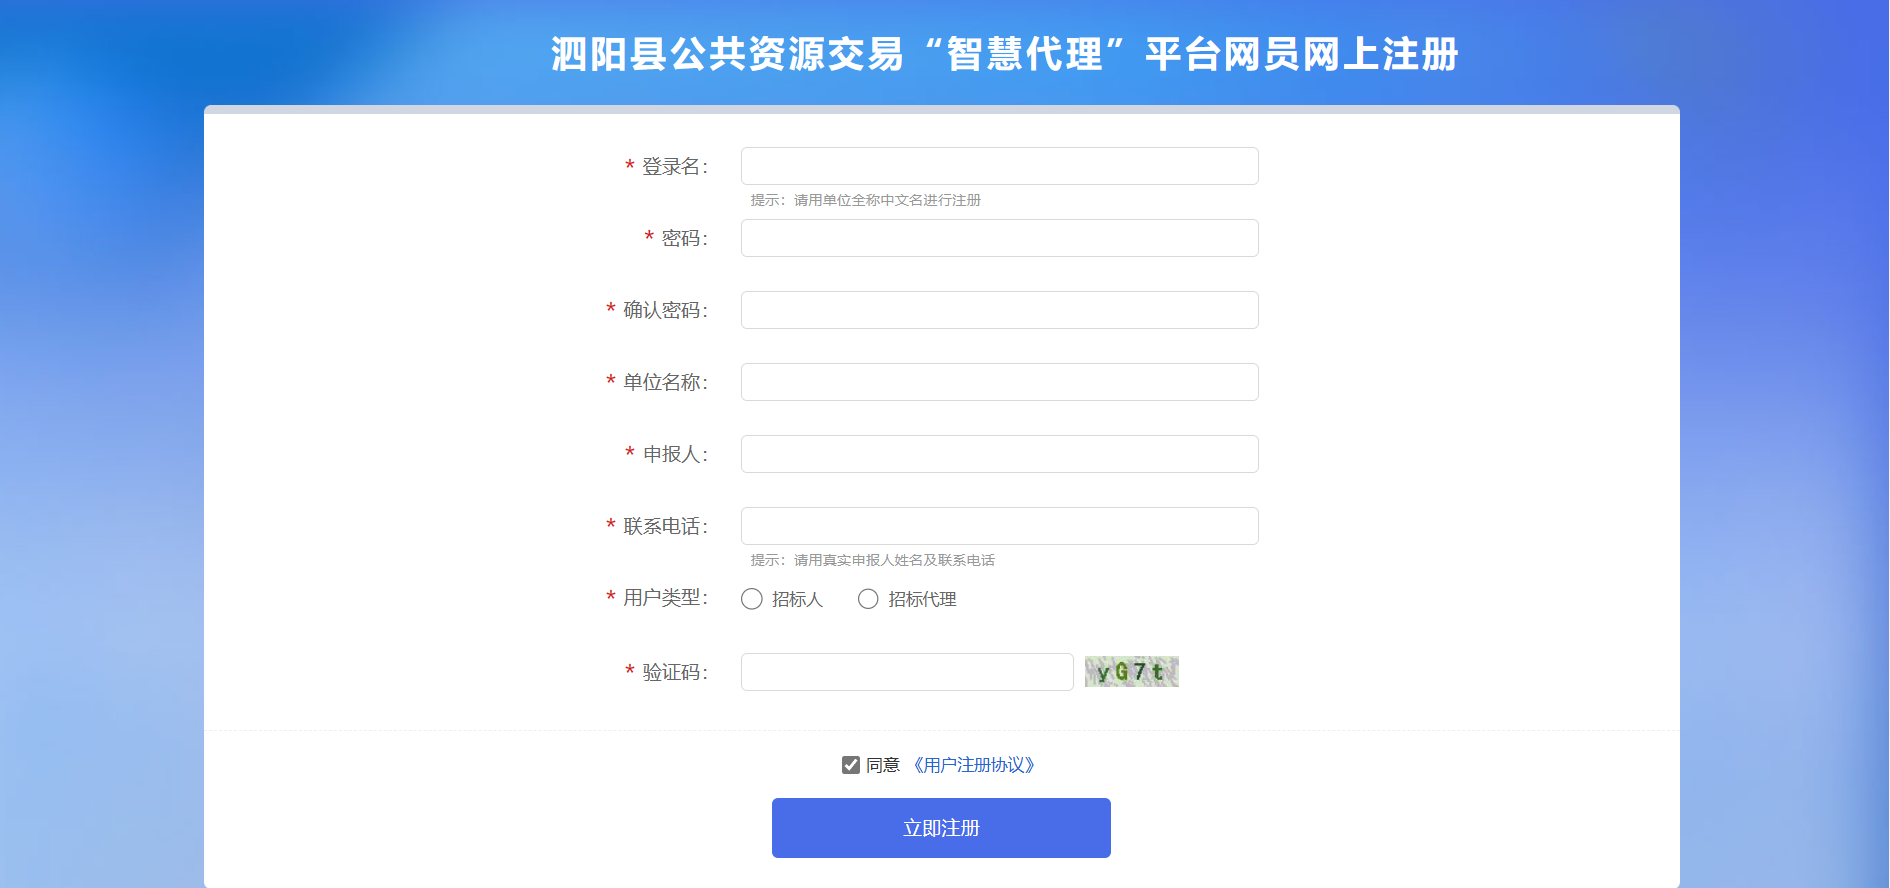 泗阳县公共资源交易“智慧代理”平台网员网上注册
* 登录名：
提示：请用单位全称中文名进行注册
* 密码：
* 确认密码：
* 单位名称：
* 申报人：
* 联系电话：
提示：请用真实申报人姓名及联系电话
* 用户类型： 招标人 招标代理
* 验证码： yG7t
同意 《用户注册协议》
立即注册